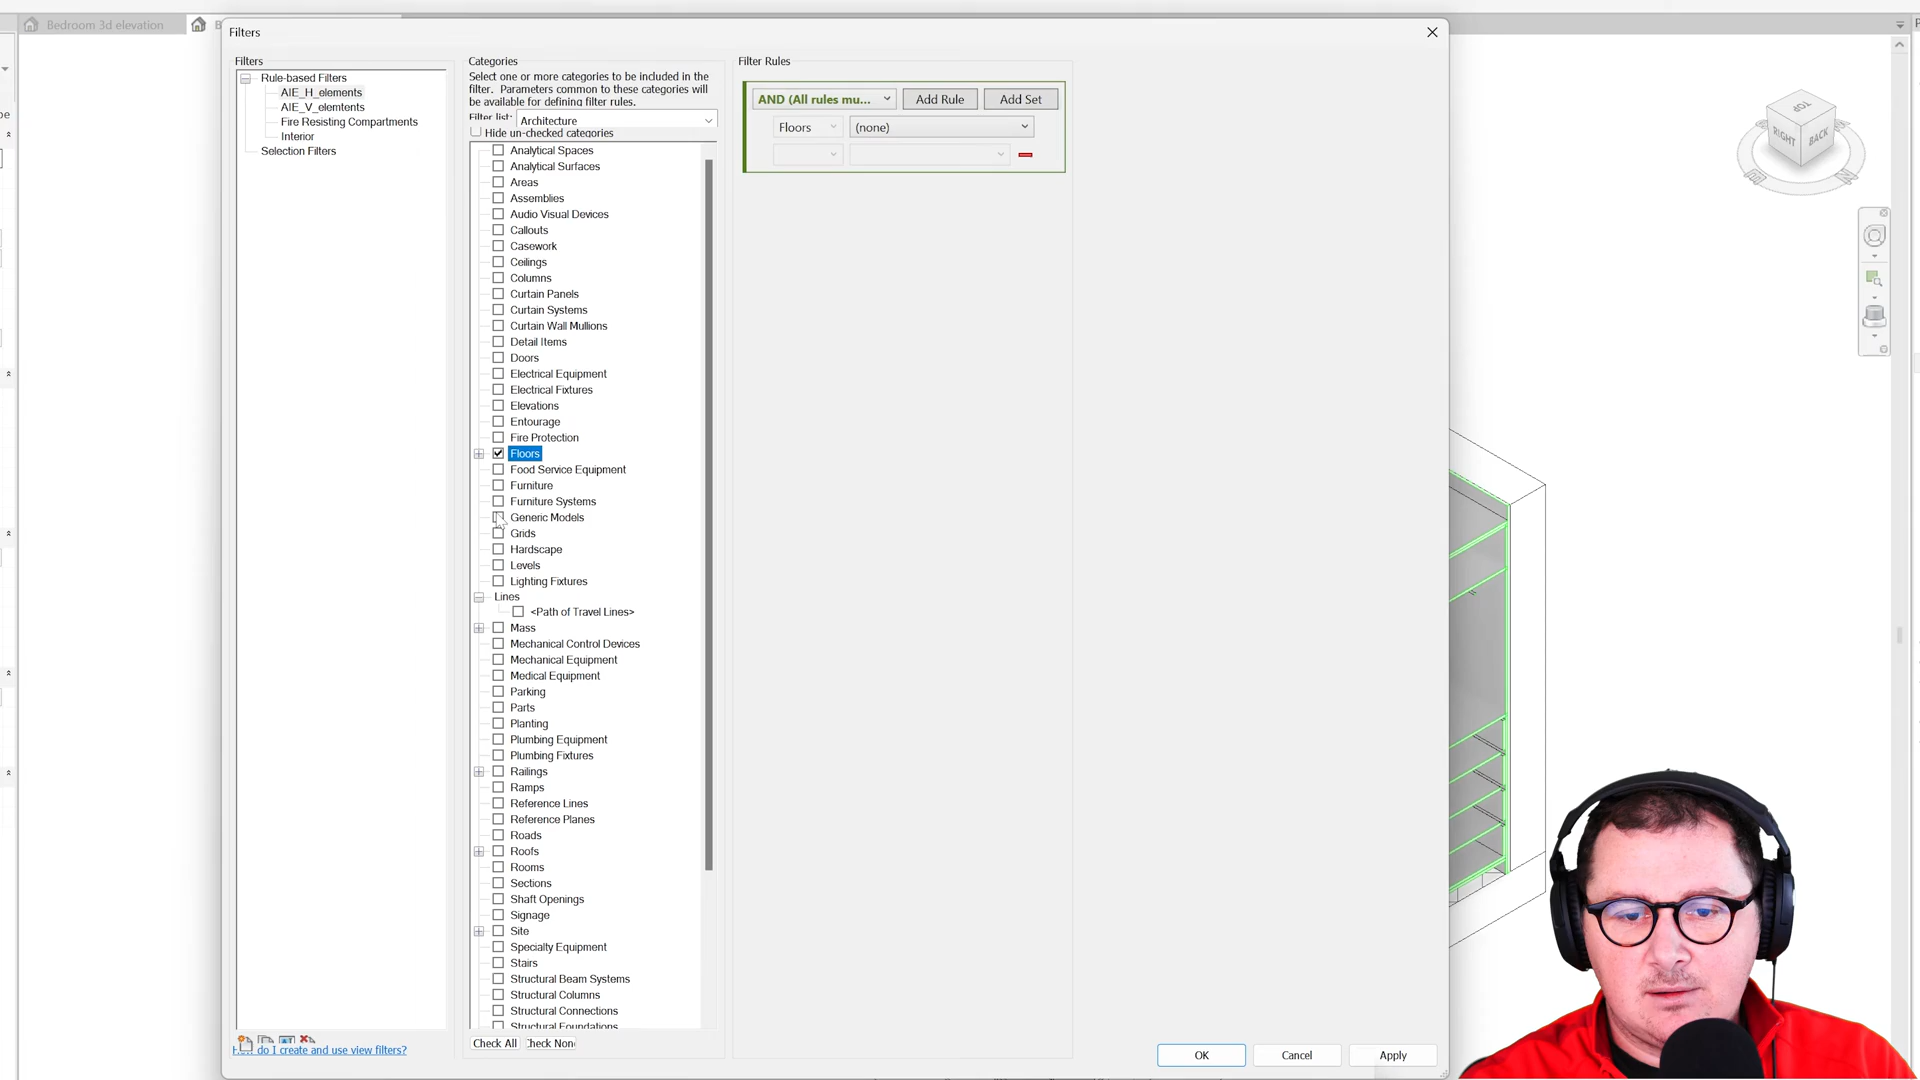 Bedroom 3d elevation
Filters
Filters
Rule-based Filters
AIE_H_elements
AIE_V_elemtents
Fire Resisting Compartments
Interior
Selection Filters
How do I create and use view filters?
Categories
Select one or more categories to be included in the
filter. Parameters common to these categories will
be available for defining filter rules.
Filter list: Architecture
Hide un-checked categories
Analytical Spaces
Analytical Surfaces
Areas
Assemblies
Audio Visual Devices
Callouts
Casework
Ceilings
Columns
Curtain Panels
Curtain Systems
Curtain Wall Mullions
Detail Items
Doors
Electrical Equipment
Electrical Fixtures
Elevations
Entourage
Fire Protection
Floors
Food Service Equipment
Furniture
Furniture Systems
Generic Models
Grids
Hardscape
Levels
Lighting Fixtures
Lines
<Path of Travel Lines>
Mass
Mechanical Control Devices
Mechanical Equipment
Medical Equipment
Parking
Parts
Planting
Plumbing Equipment
Plumbing Fixtures
Railings
Ramps
Reference Lines
Reference Planes
Roads
Roofs
Rooms
Sections
Shaft Openings
Signage
Site
Specialty Equipment
Stairs
Structural Beam Systems
Structural Columns
Structural Connections
Structural Foundations
Check All Check None
Filter Rules
AND (All rules mu... Add Rule Add Set
Floors (none)
OK Cancel Apply
TOP
RIGHT BACK